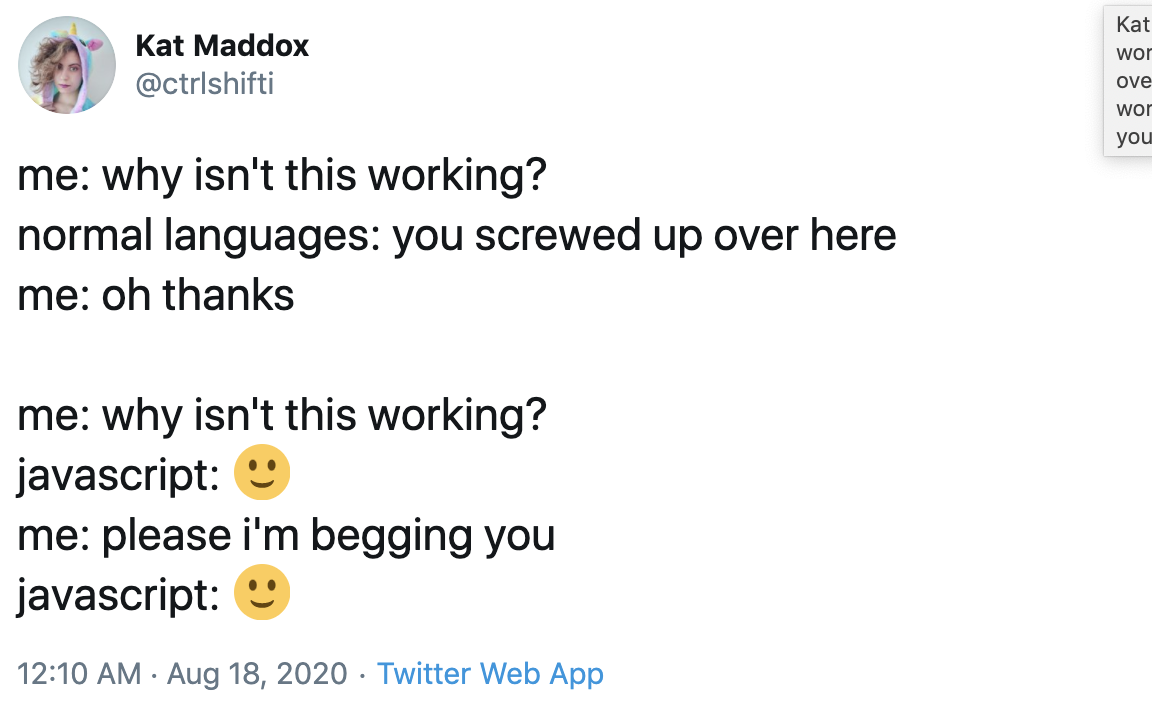 Kat Maddox
@ctrlshifti
me: why isn't this working?
normal languages: you screwed up over here
me: oh thanks
me: why isn't this working?
javascript: 🙂
me: please i'm begging you
javascript: 🙂
12:10 AM · Aug 18, 2020 · Twitter Web App
Kat
wor
ove
wor
you